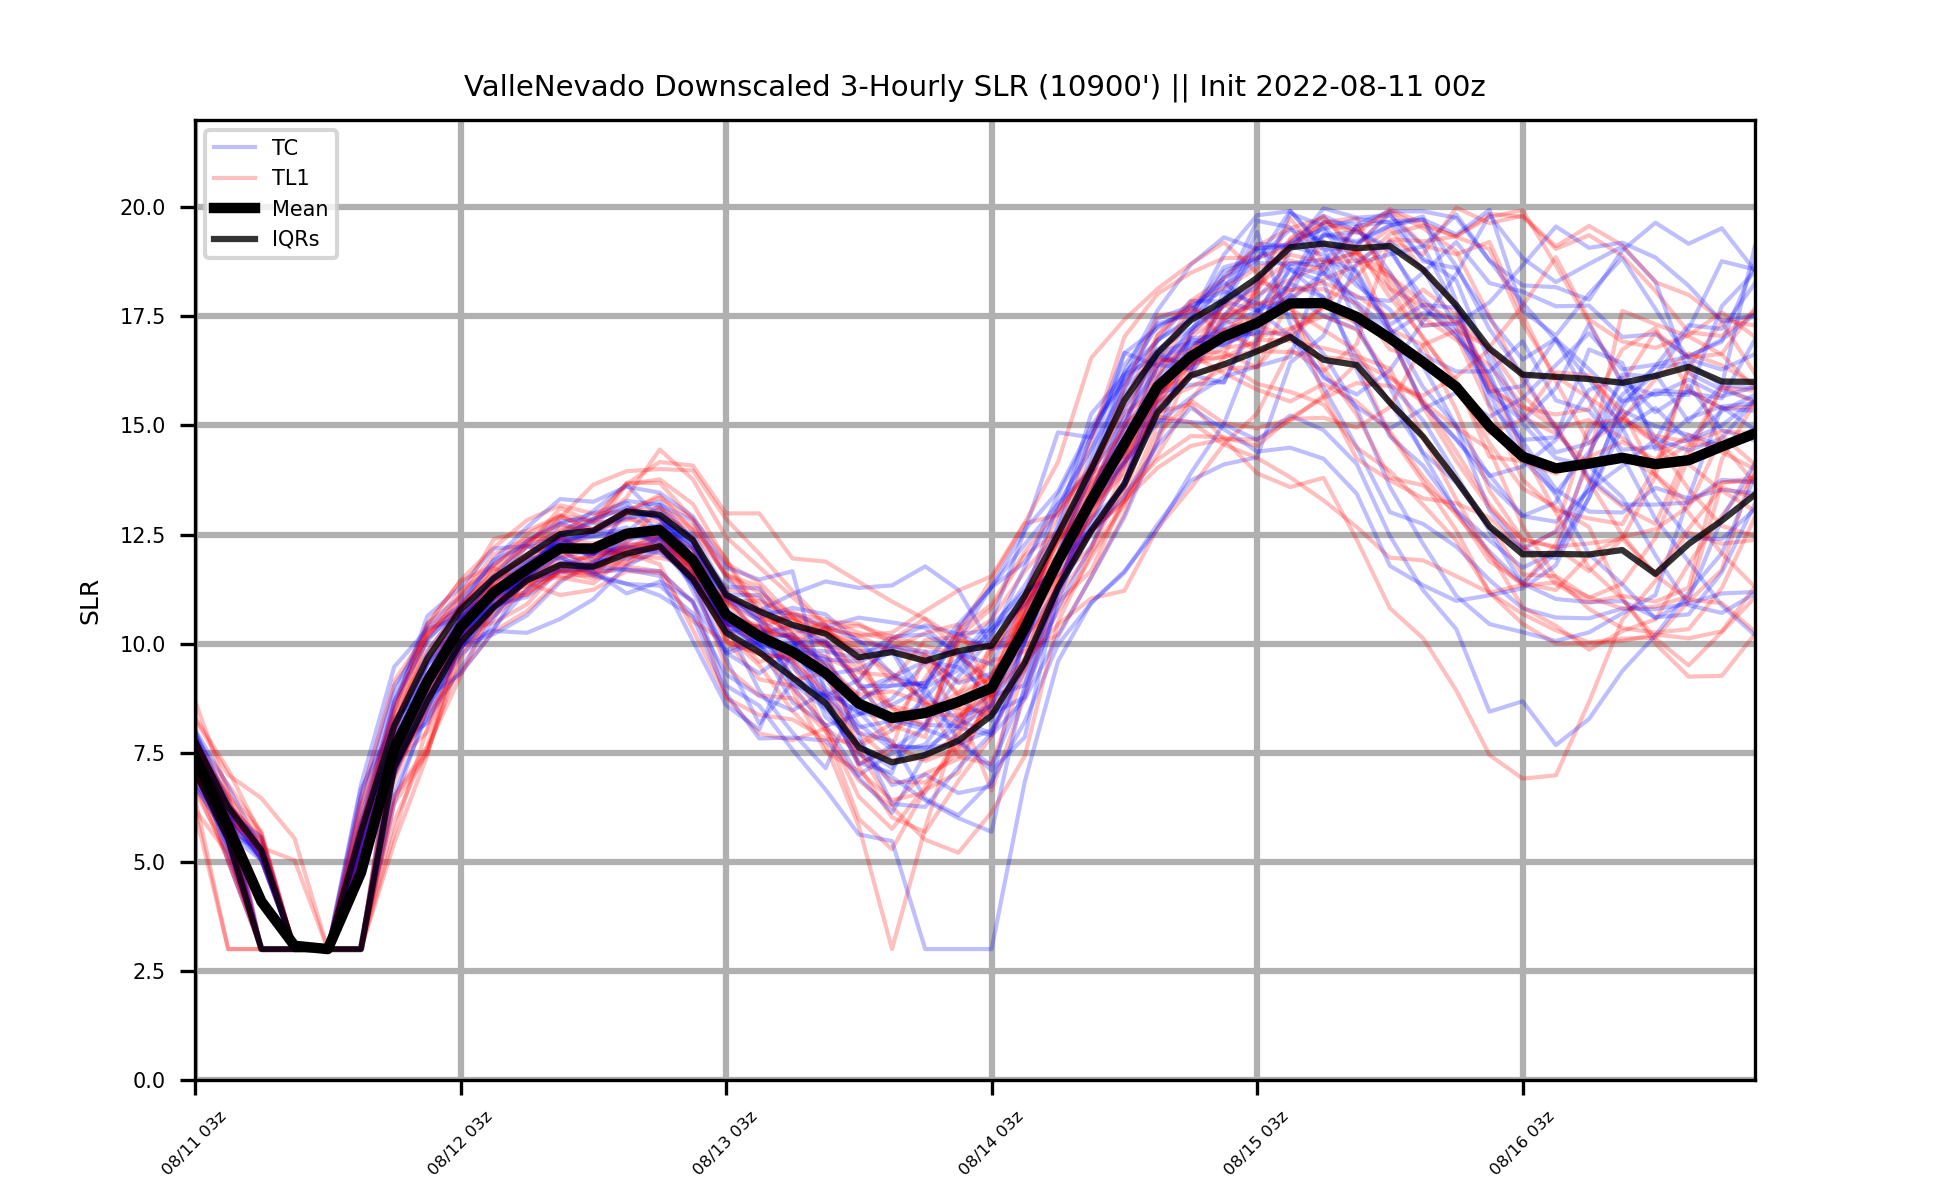 ValleNevado Downscaled 3-Hourly SLR (10900') || Init 2022-08-11 00z
TC
TL1
Mean
IQRs
20.0
17.5
15.0
12.5
10.0
7.5
5.0
2.5
0.0
SLR
08/11 03z
08/12 03z
08/13 03z
08/14 03z
08/15 03z
08/16 03z